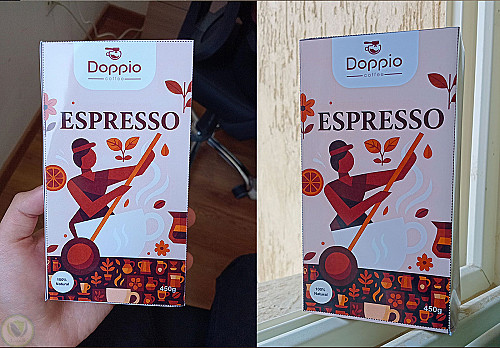 Doppio
coffee
ESPRESSO
100%
Natural
450g
Doppio
coffee
ESPRESSO
100%
Natural
450g